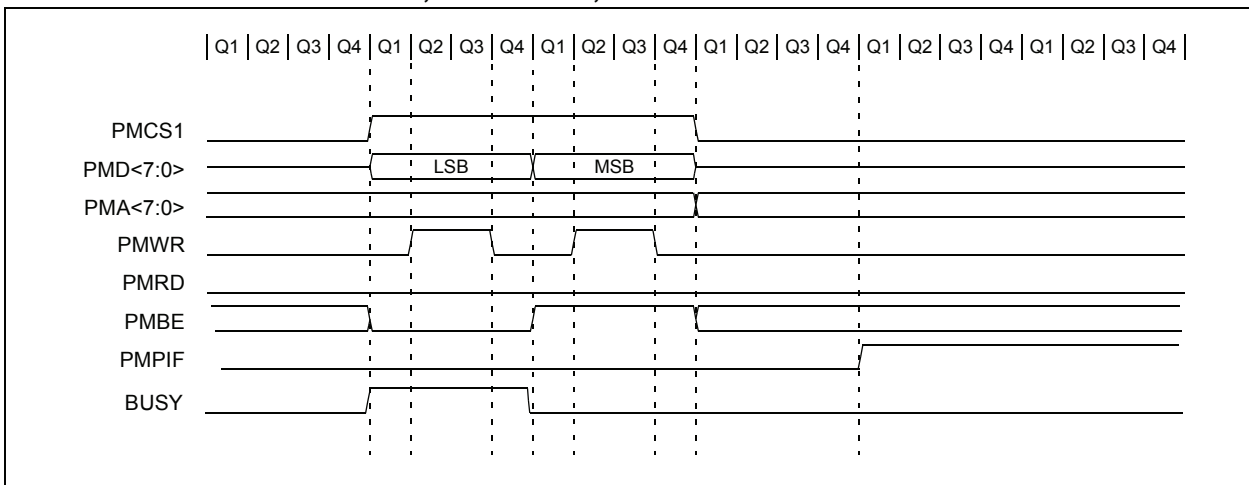 Q1 Q2 Q3 Q4 Q1 Q2 Q3 Q4 Q1 Q2 Q3 Q4 Q1 Q2 Q3 Q4 Q1 Q2 Q3 Q4 Q1 Q2 Q3 Q4
PMCS1
PMD<7:0> LSB MSB
PMA<7:0>
PMWR
PMRD
PMBE
PMPIF
BUSY